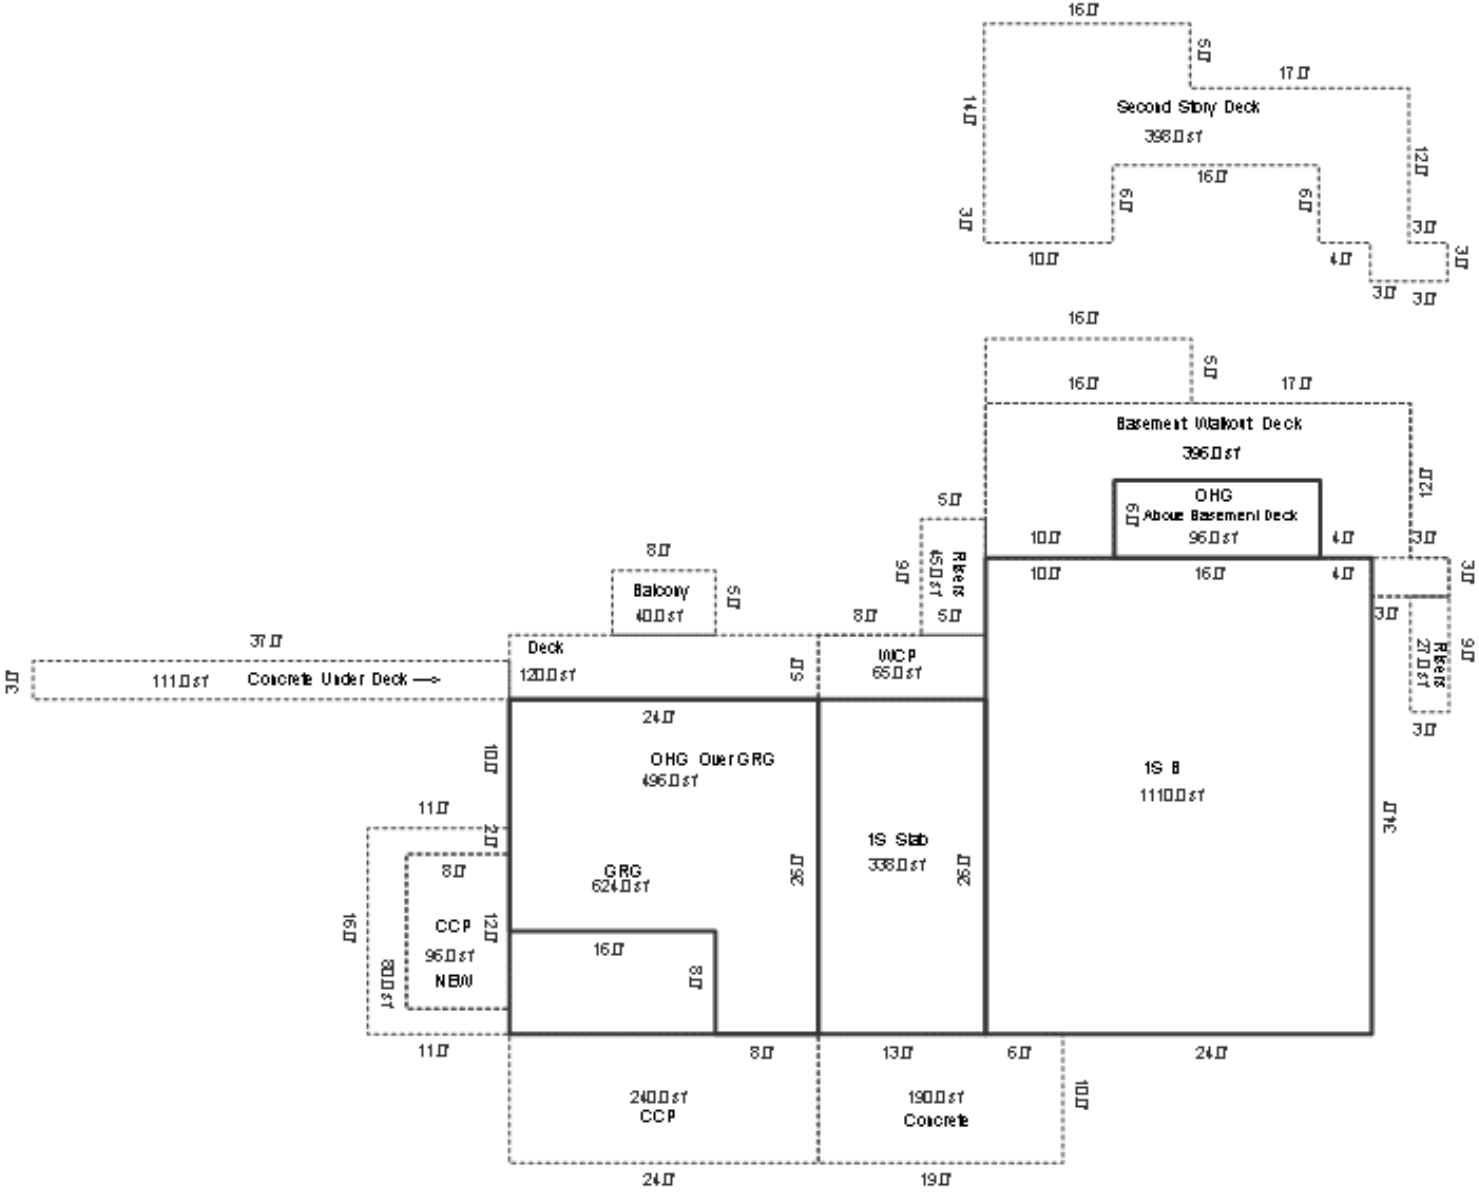 16.0'
5.0'
17.0'
14.0'
Second Story Deck
398.0 sf
12.0'
16.0'
6.0'
6.0'
3.0'
3.0'
10.0'
4.0'
3.0'
3.0'
3.0'
16.0'
5.0'
16.0'
17.0'
Basement Walkout Deck
396.0 sf
12.0'
OHG
6.0'
Above Basement Deck
96.0 sf
10.0'
4.0'
3.0'
5.0'
9.0'
Risers
45.0 sf
5.0'
10.0'
16.0'
4.0'
3.0'
3.0'
8.0'
Balcony
40.0 sf
5.0'
8.0'
37.0'
Deck
120.0 sf
5.0'
WCP
65.0 sf
Risers
27.0 sf
9.0'
3.0'
3.0'
111.0 sf
Concrete Under Deck -->
24.0'
10.0'
OHG Over GRG
496.0 sf
1S B
1110.0 sf
34.0'
11.0'
2.0'
8.0'
GRG
624.0 sf
26.0'
1S Slab
338.0 sf
26.0'
16.0'
CCP
96.0 sf
NEW
12.0'
80.0 sf
16.0'
8.0'
11.0'
8.0'
13.0'
6.0'
24.0'
240.0 sf
CCP
190.0 sf
Concrete
10.0'
24.0'
19.0'